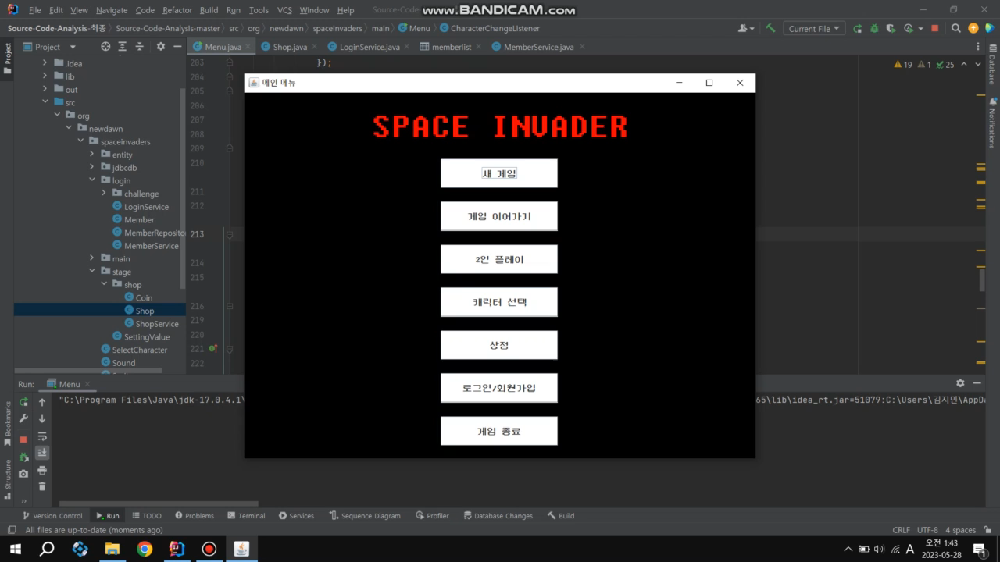 File Edit View Navigate Code Refactor Build Run Tools VCS Window Help Source-Code-
www.BANDICAM.com
Source-Code-Analysis-최종 Source-Code-Analysis-master src org newdawn spaceinvaders main Menu CharacterChangeListener
Current File
Project
Menu.java Shop.java LoginService.java memberlist MemberService.java
.idea
lib
out
src
org
newdawn
spaceinvaders
entity
jdbcdb
login
challenge
LoginService
Member
MemberReposito
MemberService
main
stage
shop
Coin
Shop
ShopService
SettingValue
SelectCharacter
Sound
203
204
205
206
207
208
209
210
211
212
213
214
215
216
219
220
221
222
});
19 1 25
메인 메뉴
SPACE INVADER
새 게임
게임 이어가기
2인 플레이
캐릭터 선택
상점
로그인/회원가입
게임 종료
Project
Bookmarks
Structure
Database
Notifications
Run: Menu
"C:\Program Files\Java\jdk-17.0.4.1\
65\lib\idea_rt.jar=51079:C:\Users\김지민\AppDa
Version Control Run TODO Problems Terminal Services Sequence Diagram Profiler Database Changes Build
All files are up-to-date (moments ago)
CRLF UTF-8 4 spaces
A
오전 1:43
2023-05-28
1